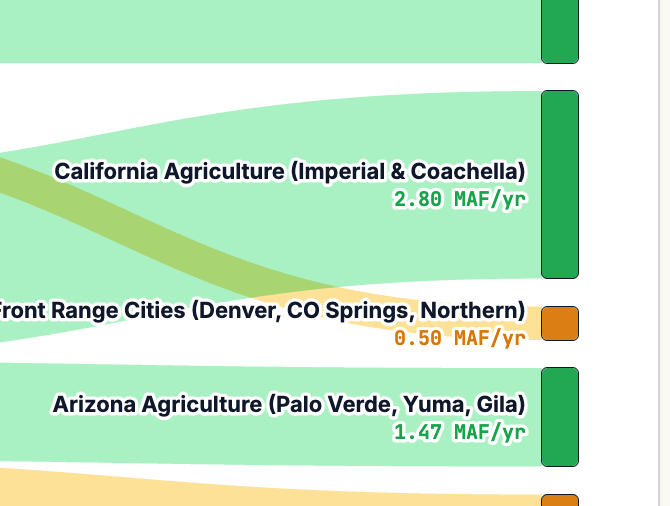 California Agriculture (Imperial & Coachella)
2.80 MAF/yr
Front Range Cities (Denver, CO Springs, Northern)
0.50 MAF/yr
Arizona Agriculture (Palo Verde, Yuma, Gila)
1.47 MAF/yr